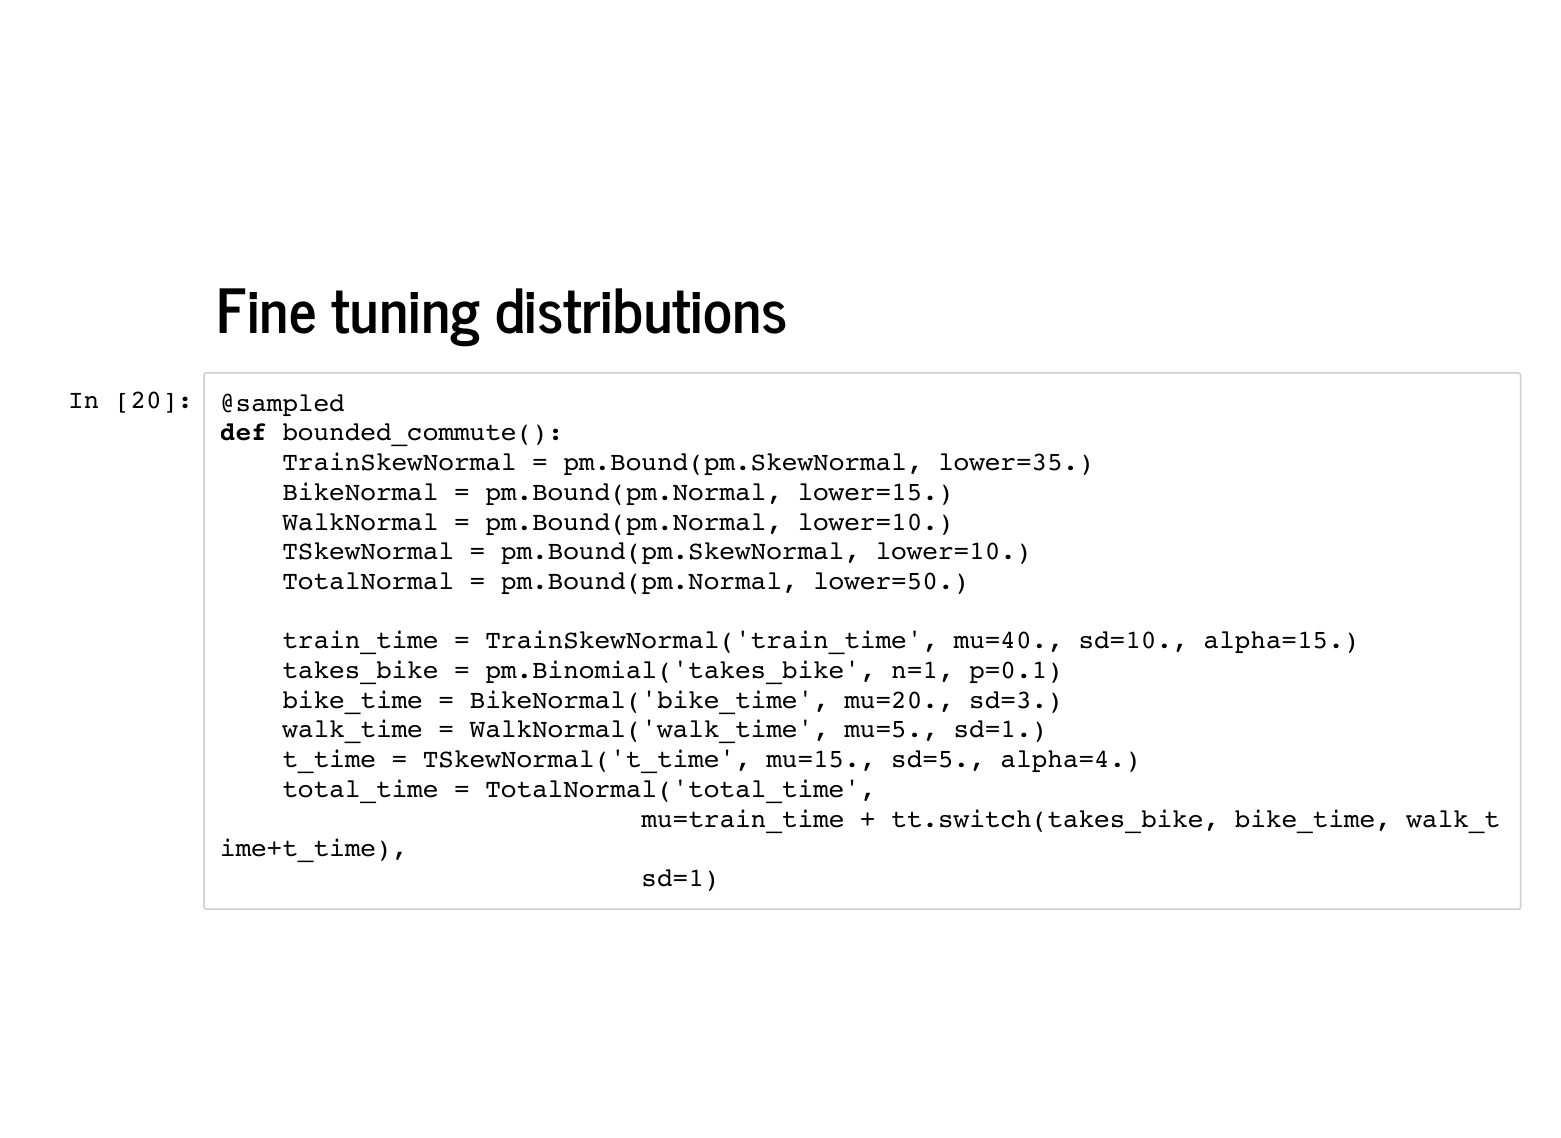 Fine tuning distributions
In [20]:
@sampled
def bounded_commute():
    TrainSkewNormal = pm.Bound(pm.SkewNormal, lower=35.)
    BikeNormal = pm.Bound(pm.Normal, lower=15.)
    WalkNormal = pm.Bound(pm.Normal, lower=10.)
    TSkewNormal = pm.Bound(pm.SkewNormal, lower=10.)
    TotalNormal = pm.Bound(pm.Normal, lower=50.)

    train_time = TrainSkewNormal('train_time', mu=40., sd=10., alpha=15.)
    takes_bike = pm.Binomial('takes_bike', n=1, p=0.1)
    bike_time = BikeNormal('bike_time', mu=20., sd=3.)
    walk_time = WalkNormal('walk_time', mu=5., sd=1.)
    t_time = TSkewNormal('t_time', mu=15., sd=5., alpha=4.)
    total_time = TotalNormal('total_time',
                           mu=train_time + tt.switch(takes_bike, bike_time, walk_t
ime+t_time),
                           sd=1)